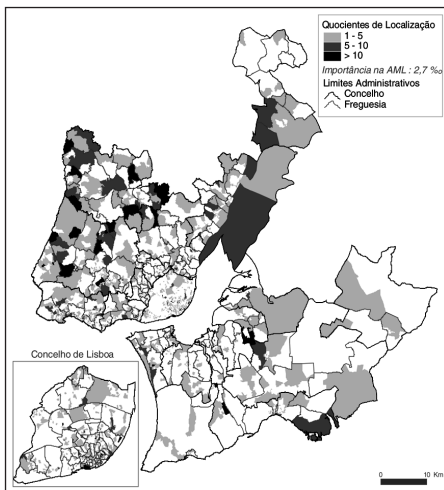 Quocientes de Localização
1 - 5
5 - 10
> 10
Importância na AML : 2,7 ‰
Limites Administrativos
Concelho
Freguesia
Concelho de Lisboa
0 10 Km